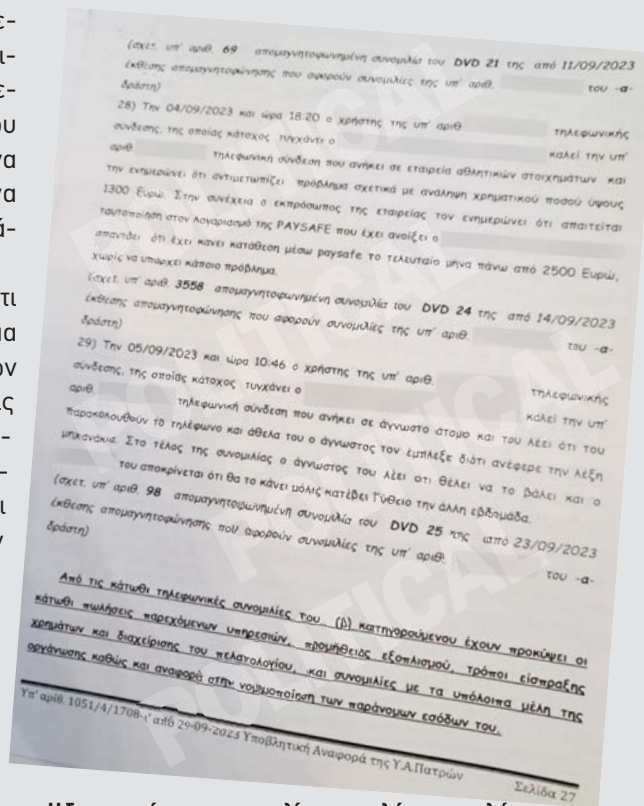 ε-
ι-
ε-
ου
να
να
ά-
τι
μα
ον
ις
-
-
ι
ν
(σχετ. υπ' αριθ. 69 απομαγνητοφωνημένη συνομιλία του DVD 21 της από 11/09/2023
έκθεσης απομαγνητοφώνησης που αφορούν συνομιλίες της υπ' αριθ. του -α-
δράστη)
28) Την 04/09/2023 και ώρα 18:20 ο χρήστης της υπ' αριθ τηλεφωνικής
σύνδεσης, της οποίας κάτοχος τυγχάνει ο καλεί την υπ'
αριθ τηλεφωνική σύνδεση που ανήκει σε εταιρεία αθλητικών στοιχημάτων και
την ενημερώνει ότι αντιμετωπίζει πρόβλημα σχετικά με ανάληψη χρηματικού ποσού ύψους
1300 Ευρώ. Στην συνέχεια ο εκπρόσωπος της εταιρείας τον ενημερώνει ότι απαιτείται
ταυτοποίηση στον λογαριασμό της PAYSAFE που έχει ανοίξει ο
απαντάει ότι έχει κάνει κατάθεση μέσω paysafe το τελευταίο μήνα πάνω από 2500 Ευρώ,
χωρίς να υπάρχει κάποιο πρόβλημα.
(σχετ. υπ' αριθ. 3558 απομαγνητοφωνημένη συνομιλία του DVD 24 της από 14/09/2023
έκθεσης απομαγνητοφώνησης που αφορούν συνομιλίες της υπ' αριθ. του -α-
δράστη)
29) Την 05/09/2023 και ώρα 10:46 ο χρήστης της υπ' αριθ. τηλεφωνικής
σύνδεσης, της οποίας κάτοχος τυγχάνει ο καλεί την υπ'
αριθ. τηλεφωνική σύνδεση που ανήκει σε άγνωστο άτομο και του λέει ότι του
παρακολουθούν το τηλέφωνο και άθελα του ο άγνωστος τον έμπλεξε διότι ανέφερε την λέξη
μηχανάκια. Στο τέλος της συνομιλίας ο άγνωστος του λέει ότι θέλει να το βάλει και ο
του αποκρίνεται ότι θα το κάνει μόλις κατέβει Γύθειο την άλλη εβδομάδα.
(σχετ. υπ' αριθ. 98 απομαγνητοφωνημένη συνομιλία του DVD 25 της από 23/09/2023
έκθεσης απομαγνητοφώνησης που αφορούν συνομιλίες της υπ' αριθ. του -α-
δράστη)
Από τις κάτωθι τηλεφωνικές συνομιλίες του (β) κατηγορούμενου έχουν προκύψει οι
κάτωθι πωλήσεις παρεχόμενων υπηρεσιών, προμήθειας εξοπλισμού, τρόποι είσπραξης
χρημάτων και διαχείρισης του πελατολογίου, και συνομιλίες με τα υπόλοιπα μέλη της
οργάνωσης καθώς και αναφορά στην νομιμοποίηση των παράνομων εσόδων του.
Υπ' αριθ. 1051/4/1708-ι' από 29-09-2023 Υποβλητική Αναφορά της Υ.Α.Πατρών Σελίδα 27
POLITICAL
POLITICAL
POLITICAL
POLITICAL